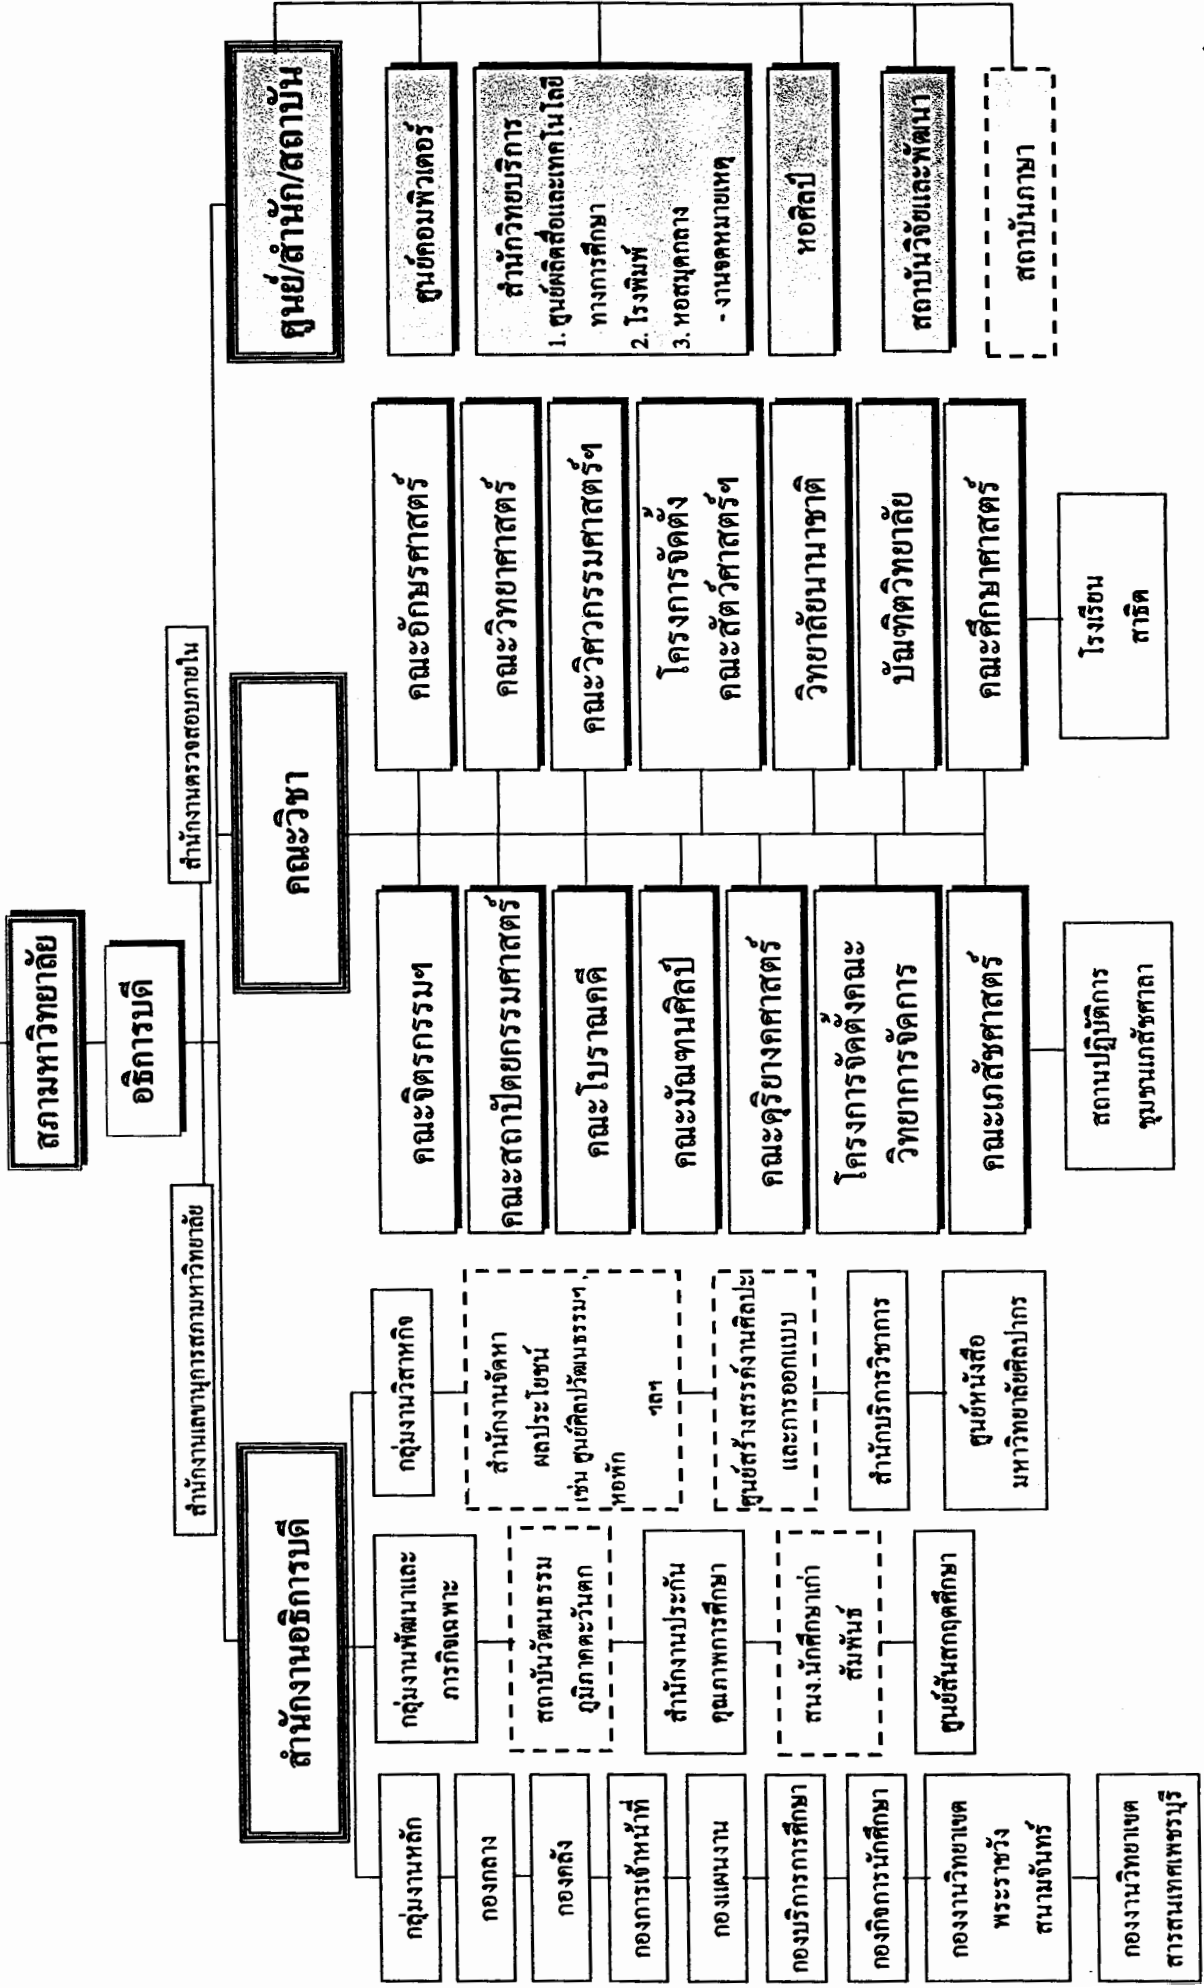 สภามหาวิทยาลัย
อธิการบดี
สำนักงานเลขานุการสภามหาวิทยาลัย
สำนักงานตรวจสอบภายใน
สำนักงานอธิการบดี
กลุ่มงานหลัก
กองกลาง
กองคลัง
กองการเจ้าหน้าที่
กองแผนงาน
กองบริการการศึกษา
กองกิจการนักศึกษา
กองงานวิทยาเขต
พระราชวัง
สนามจันทร์
กองงานวิทยาเขต
สารสนเทศเพชรบุรี
กลุ่มงานพัฒนาและ
ภารกิจเฉพาะ
สถาบันวัฒนธรรม
ภูมิภาคตะวันตก
สำนักงานประกัน
คุณภาพการศึกษา
สนง.นักศึกษาเก่า
สัมพันธ์
ศูนย์สันสกฤตศึกษา
กลุ่มงานวิสาหกิจ
สำนักงานจัดหา
ผลประโยชน์
เช่น ศูนย์ศิลปวัฒนธรรมฯ,
หอพัก ฯลฯ
ศูนย์สร้างสรรค์งานศิลปะ
และการออกแบบ
สำนักบริการวิชาการ
ศูนย์หนังสือ
มหาวิทยาลัยศิลปากร
คณะวิชา
คณะจิตรกรรมฯ
คณะสถาปัตยกรรมศาสตร์
คณะโบราณคดี
คณะมัณฑนศิลป์
คณะดุริยางคศาสตร์
โครงการจัดตั้งคณะ
วิทยาการจัดการ
คณะเภสัชศาสตร์
สถานปฏิบัติการ
ชุมชนเภสัชศาลา
คณะอักษรศาสตร์
คณะวิทยาศาสตร์
คณะวิศวกรรมศาสตร์ฯ
โครงการจัดตั้ง
คณะสัตว์ศาสตร์ฯ
วิทยาลัยนานาชาติ
บัณฑิตวิทยาลัย
คณะศึกษาศาสตร์
โรงเรียน
สาธิต
ศูนย์/สำนัก/สถาบัน
ศูนย์คอมพิวเตอร์
สำนักวิทยบริการ
1. ศูนย์ผลิตสื่อและเทคโนโลยี
ทางการศึกษา
2. โรงพิมพ์
3. หอสมุดกลาง
- งานจดหมายเหตุ
หอศิลป์
สถาบันวิจัยและพัฒนา
สถาบันภาษา